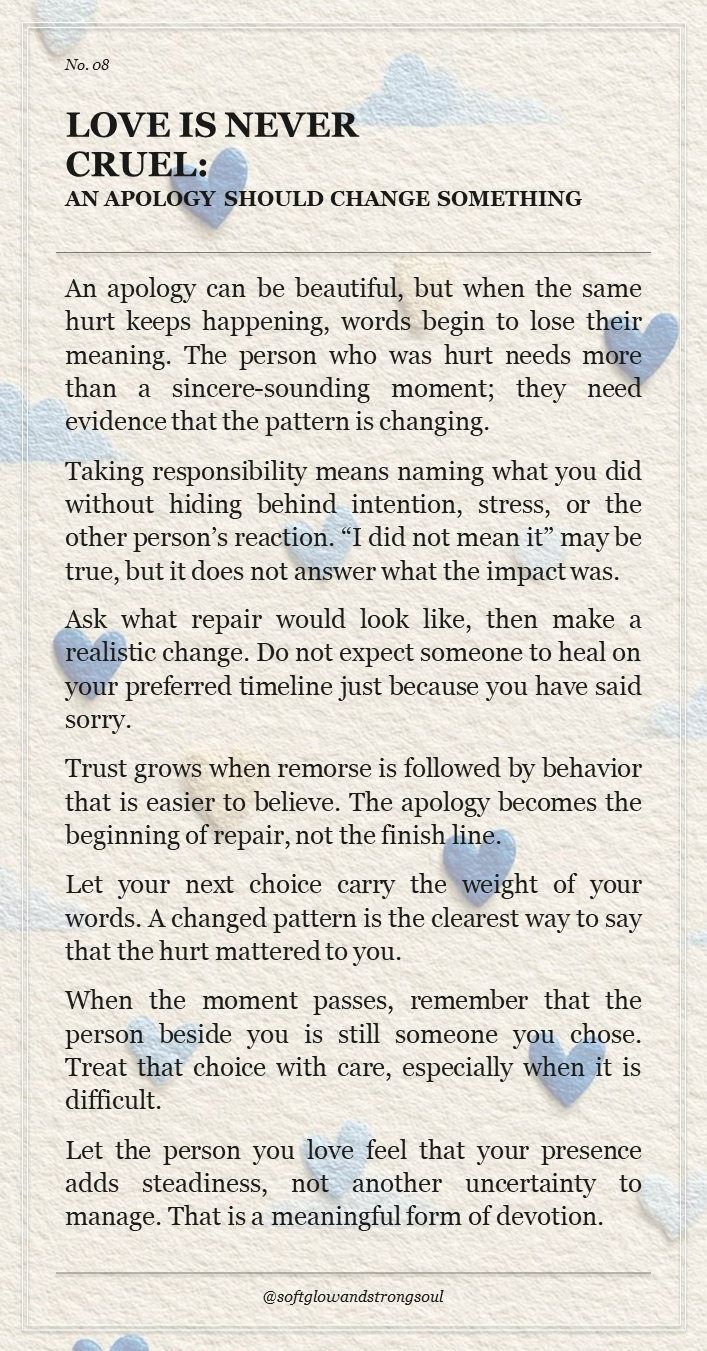 No. 08
LOVE IS NEVER
CRUEL:
AN APOLOGY SHOULD CHANGE SOMETHING
An apology can be beautiful, but when the same
hurt keeps happening, words begin to lose their
meaning. The person who was hurt needs more
than a sincere-sounding moment; they need
evidence that the pattern is changing.
Taking responsibility means naming what you did
without hiding behind intention, stress, or the
other person’s reaction. “I did not mean it” may be
true, but it does not answer what the impact was.
Ask what repair would look like, then make a
realistic change. Do not expect someone to heal on
your preferred timeline just because you have said
sorry.
Trust grows when remorse is followed by behavior
that is easier to believe. The apology becomes the
beginning of repair, not the finish line.
Let your next choice carry the weight of your
words. A changed pattern is the clearest way to say
that the hurt mattered to you.
When the moment passes, remember that the
person beside you is still someone you chose.
Treat that choice with care, especially when it is
difficult.
Let the person you love feel that your presence
adds steadiness, not another uncertainty to
manage. That is a meaningful form of devotion.
@softglowandstrongsoul